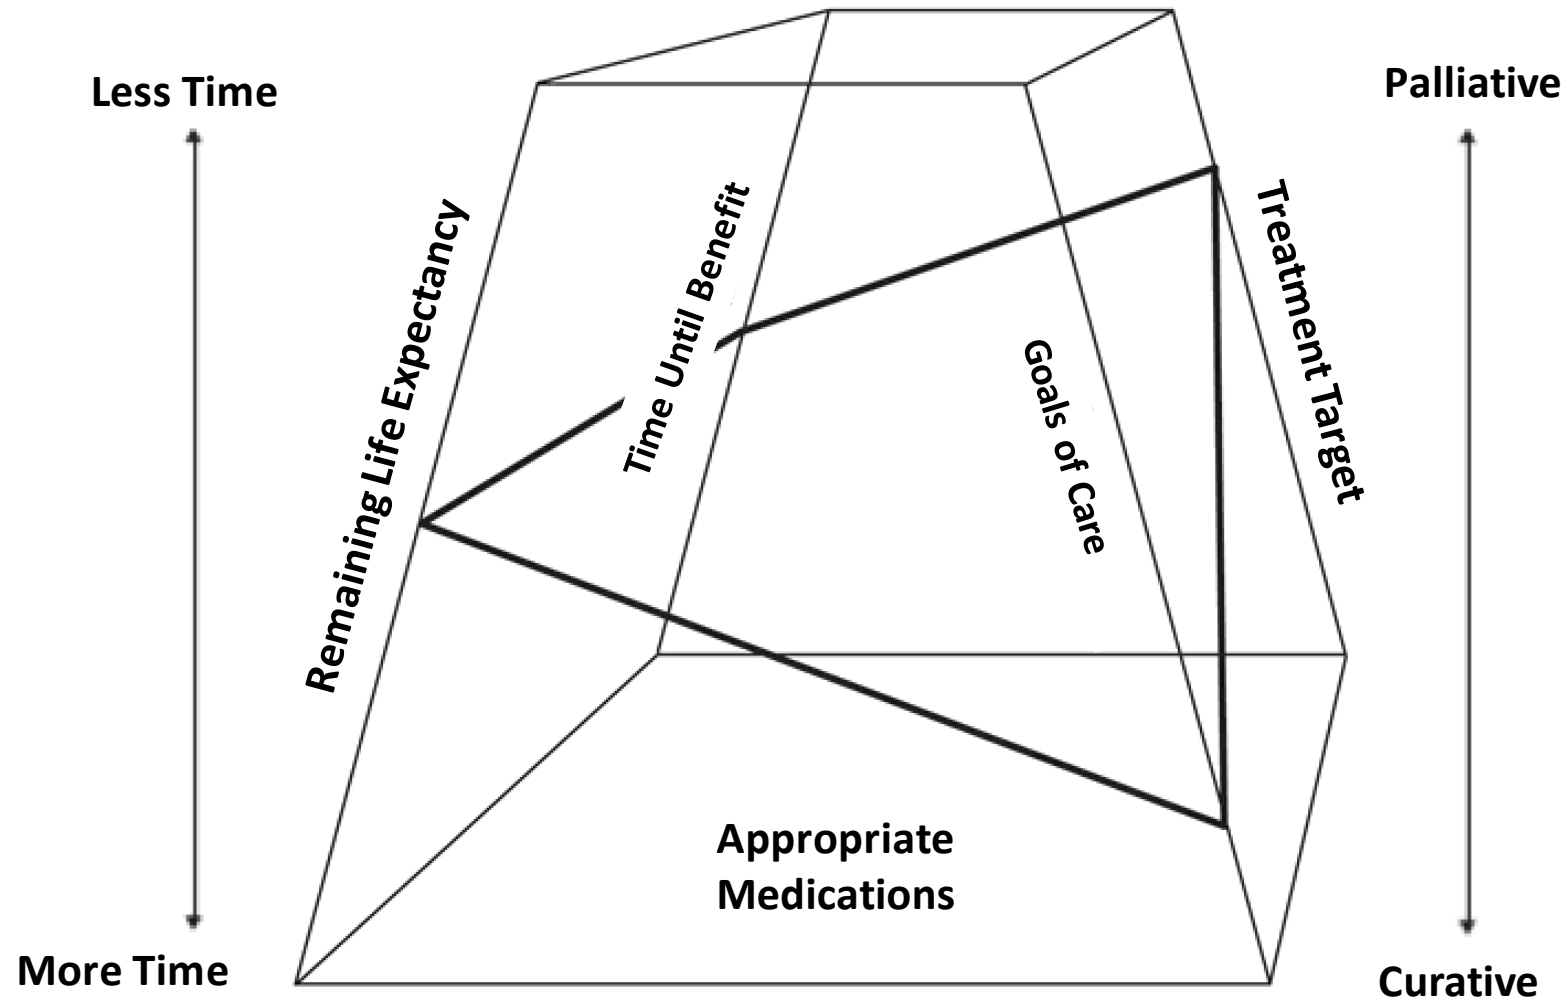 Less Time
Palliative
Remaining Life Expectancy
Time Until Benefit
Goals of Care
Treatment Target
Appropriate
Medications
More Time
Curative